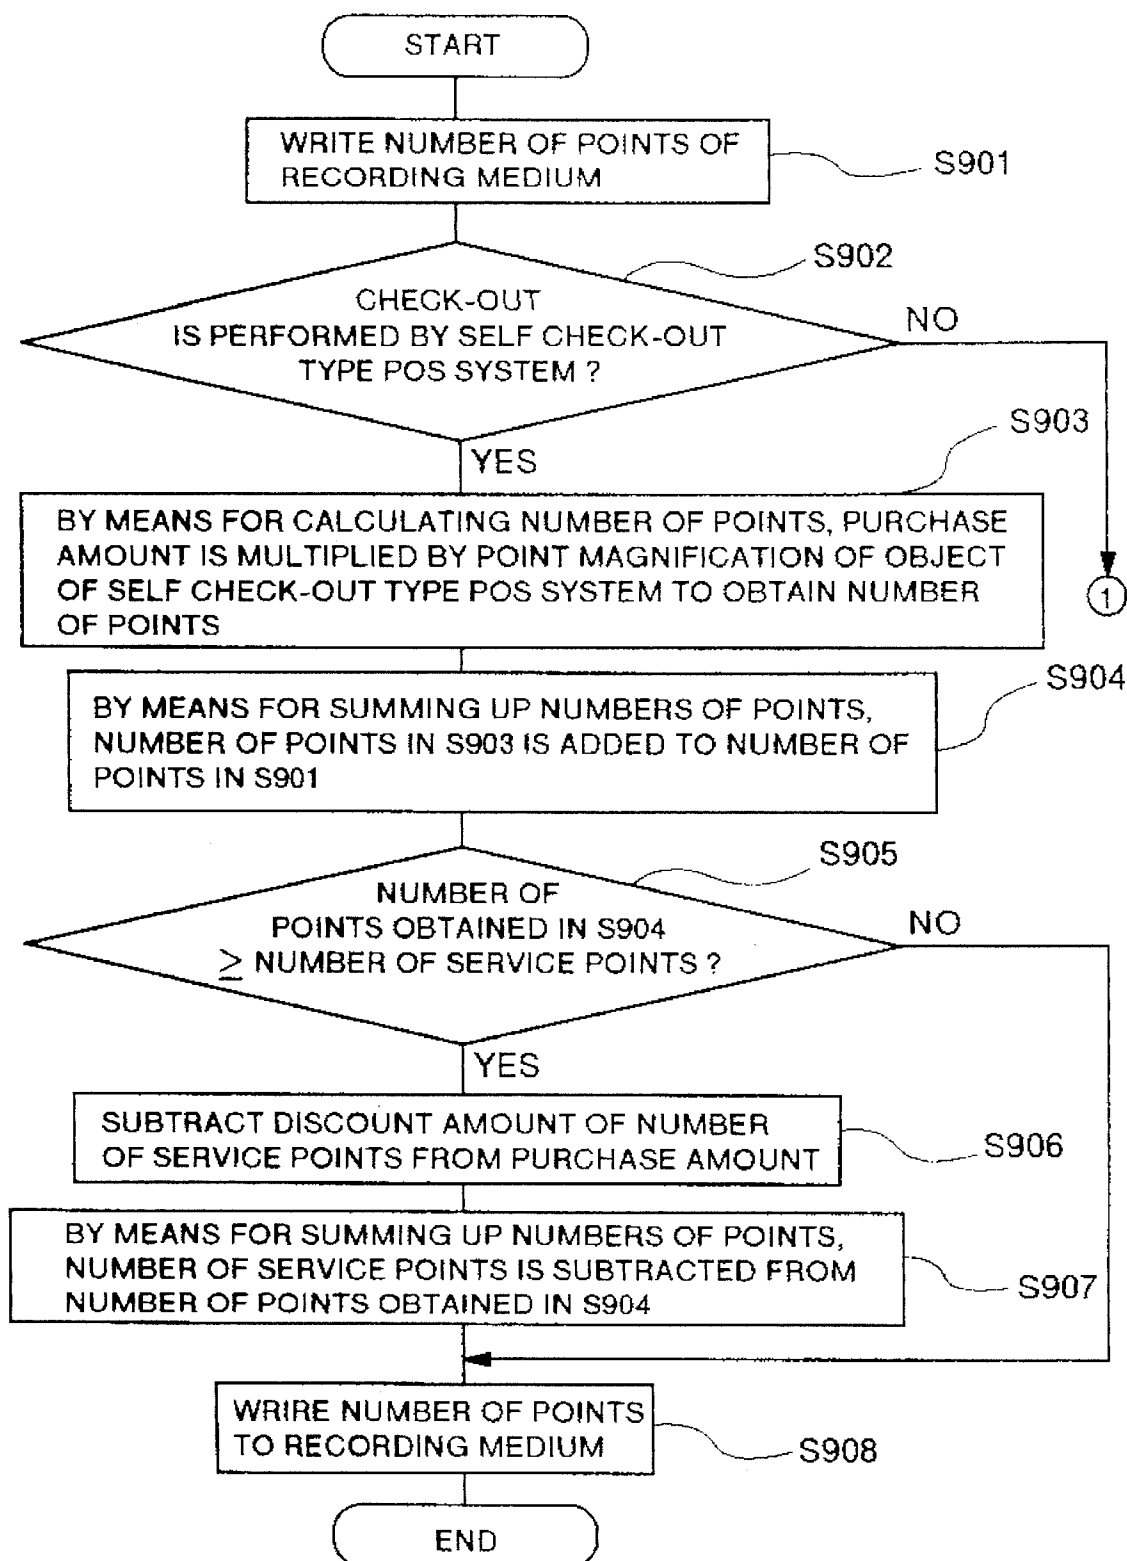 START
WRITE NUMBER OF POINTS OF
RECORDING MEDIUM
S901
S902
CHECK-OUT
IS PERFORMED BY SELF CHECK-OUT
TYPE POS SYSTEM ?
NO
S903
YES
BY MEANS FOR CALCULATING NUMBER OF POINTS, PURCHASE
AMOUNT IS MULTIPLIED BY POINT MAGNIFICATION OF OBJECT
OF SELF CHECK-OUT TYPE POS SYSTEM TO OBTAIN NUMBER
OF POINTS
1
S904
BY MEANS FOR SUMMING UP NUMBERS OF POINTS,
NUMBER OF POINTS IN S903 IS ADDED TO NUMBER OF
POINTS IN S901
S905
NUMBER OF
POINTS OBTAINED IN S904
≥ NUMBER OF SERVICE POINTS ?
NO
YES
SUBTRACT DISCOUNT AMOUNT OF NUMBER
OF SERVICE POINTS FROM PURCHASE AMOUNT
S906
BY MEANS FOR SUMMING UP NUMBERS OF POINTS,
NUMBER OF SERVICE POINTS IS SUBTRACTED FROM
NUMBER OF POINTS OBTAINED IN S904
S907
WRIRE NUMBER OF POINTS
TO RECORDING MEDIUM
S908
END